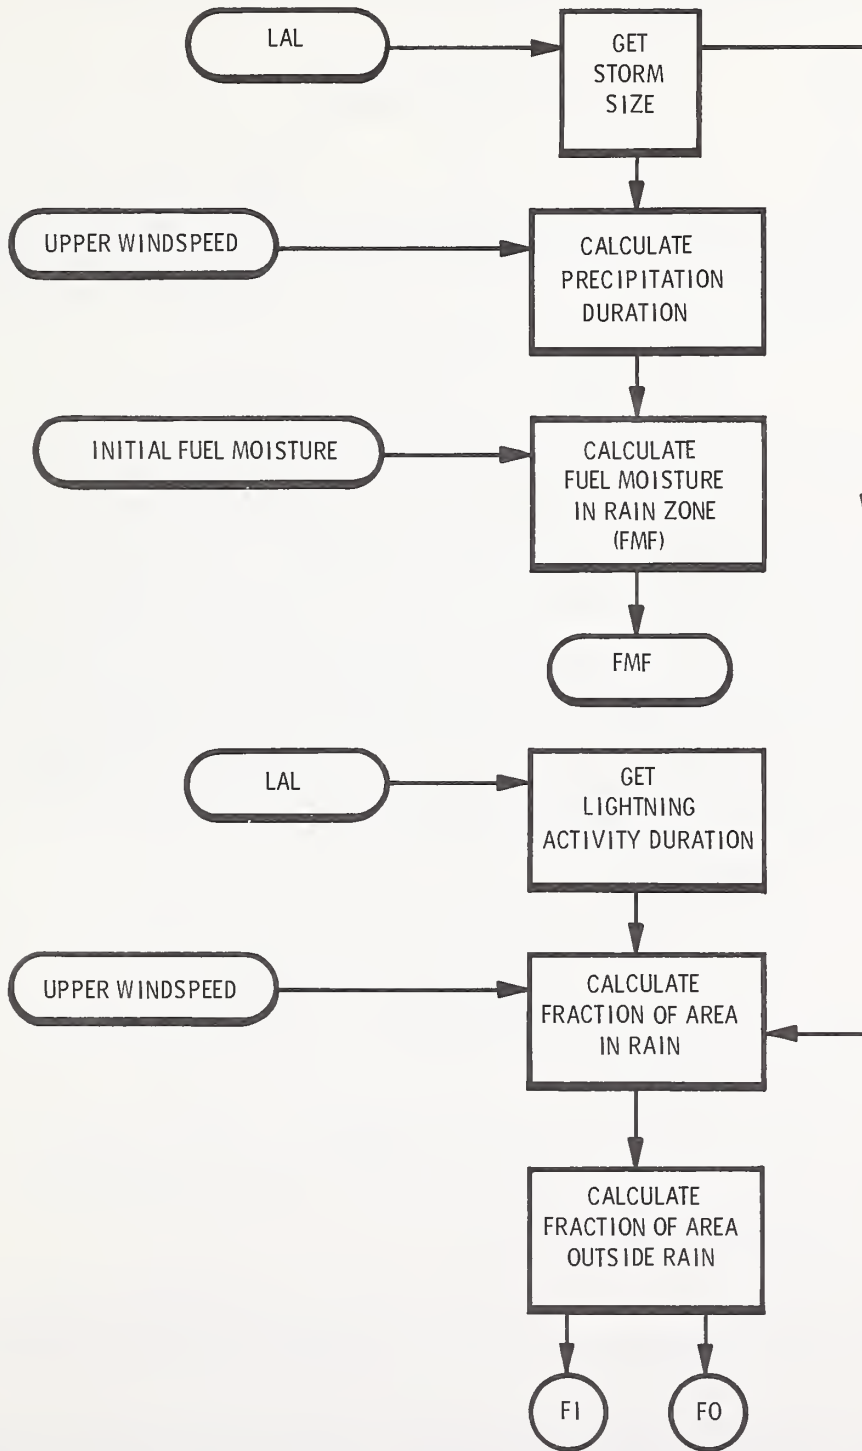 LAL
GET
STORM
SIZE
UPPER WINDSPEED
CALCULATE
PRECIPITATION
DURATION
INITIAL FUEL MOISTURE
CALCULATE
FUEL MOISTURE
IN RAIN ZONE
(FMF)
FMF
LAL
GET
LIGHTNING
ACTIVITY DURATION
UPPER WINDSPEED
CALCULATE
FRACTION OF AREA
IN RAIN
CALCULATE
FRACTION OF AREA
OUTSIDE RAIN
FI
FO